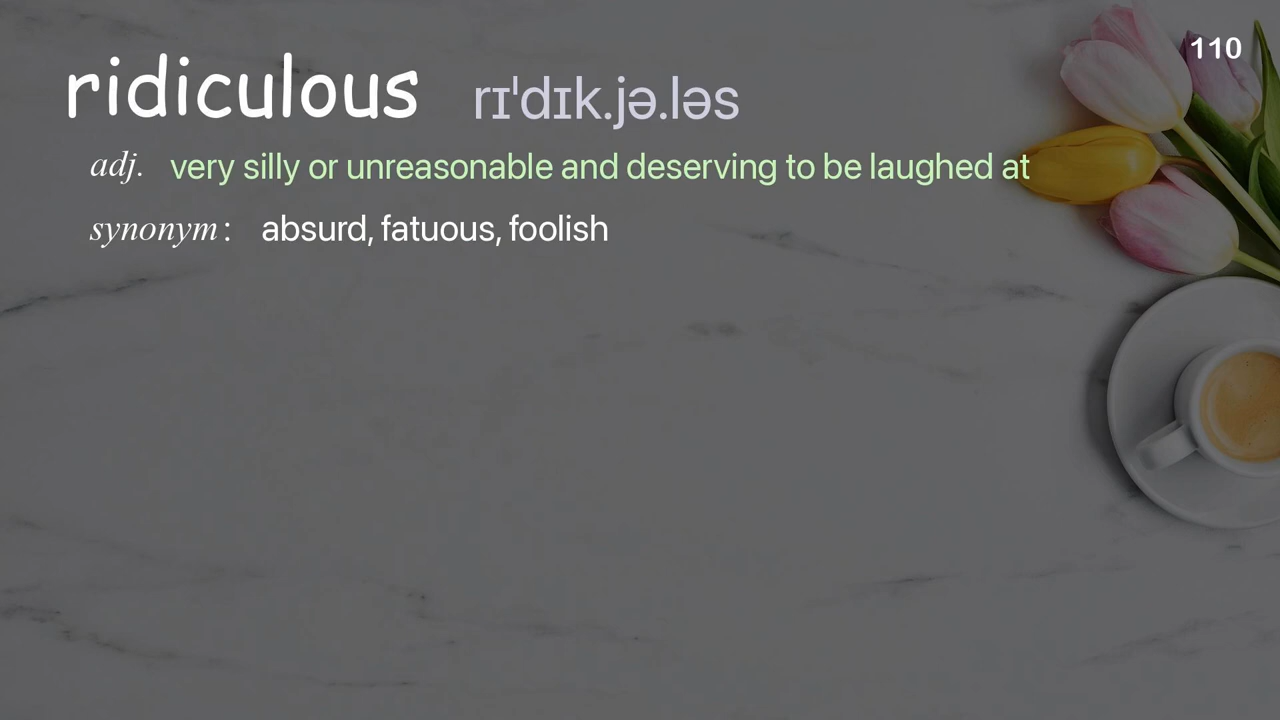 110
ridiculous rɪˈdɪk.jə.ləs
adj. very silly or unreasonable and deserving to be laughed at
synonym: absurd, fatuous, foolish